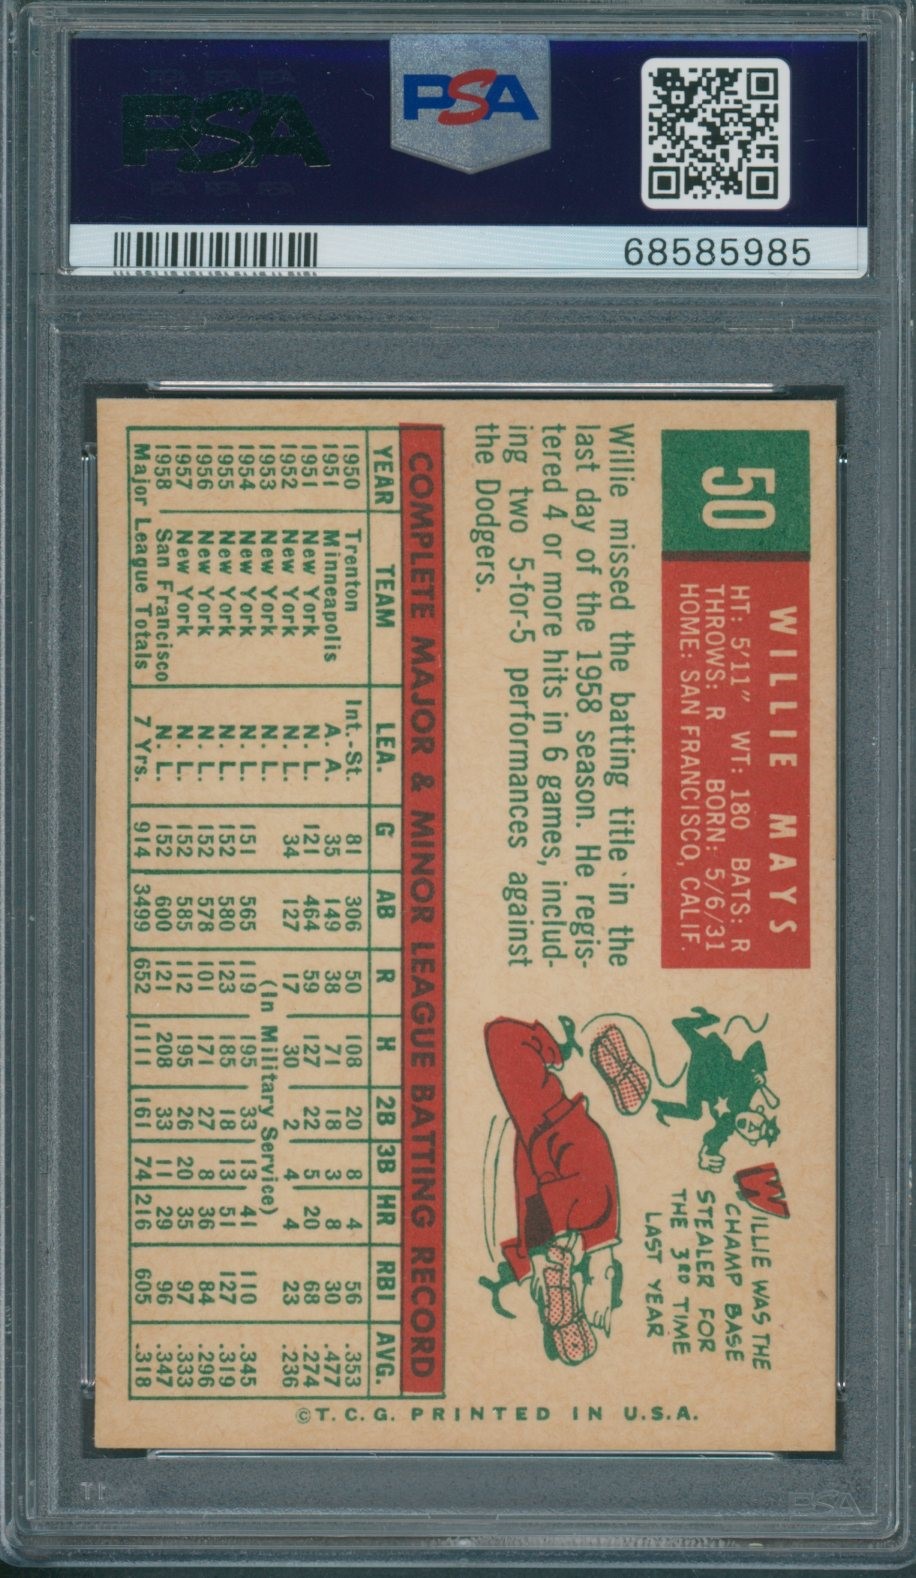 PSA
PSA
68585985
50
WILLIE MAYS
HT: 5'11" WT: 180 BATS: R
THROWS: R BORN: 5/6/31
HOME: SAN FRANCISCO, CALIF.
Willie missed the batting title in the
last day of the 1958 season. He regis-
tered 4 or more hits in 6 games, includ-
ing two 5-for-5 performances against
the Dodgers.
WILLIE WAS THE
CHAMP BASE
STEALER FOR
THE 3RD TIME
LAST YEAR
COMPLETE MAJOR & MINOR LEAGUE BATTING RECORD
YEAR TEAM LEA. G AB R H 2B 3B HR RBI AVG.
1950 Trenton Int.-St. 81 306 50 108 20 8 4 56 .353
1951 Minneapolis A. A. 35 149 38 71 18 3 8 30 .477
1951 New York N. L. 121 464 59 127 22 5 20 68 .274
1952 New York N. L. 34 127 17 30 2 4 4 23 .236
1953 New York N. L. (In Military Service)
1954 New York N. L. 151 565 119 195 33 13 41 110 .345
1955 New York N. L. 152 580 123 185 18 13 51 127 .319
1956 New York N. L. 152 578 101 171 27 8 36 84 .296
1957 New York N. L. 152 585 112 195 26 20 35 97 .333
1958 San Francisco N. L. 152 600 121 208 33 11 29 96 .347
Major League Totals 7 Yrs. 914 3499 652 1111 161 74 216 605 .318
©T.C.G. PRINTED IN U.S.A.
PSA